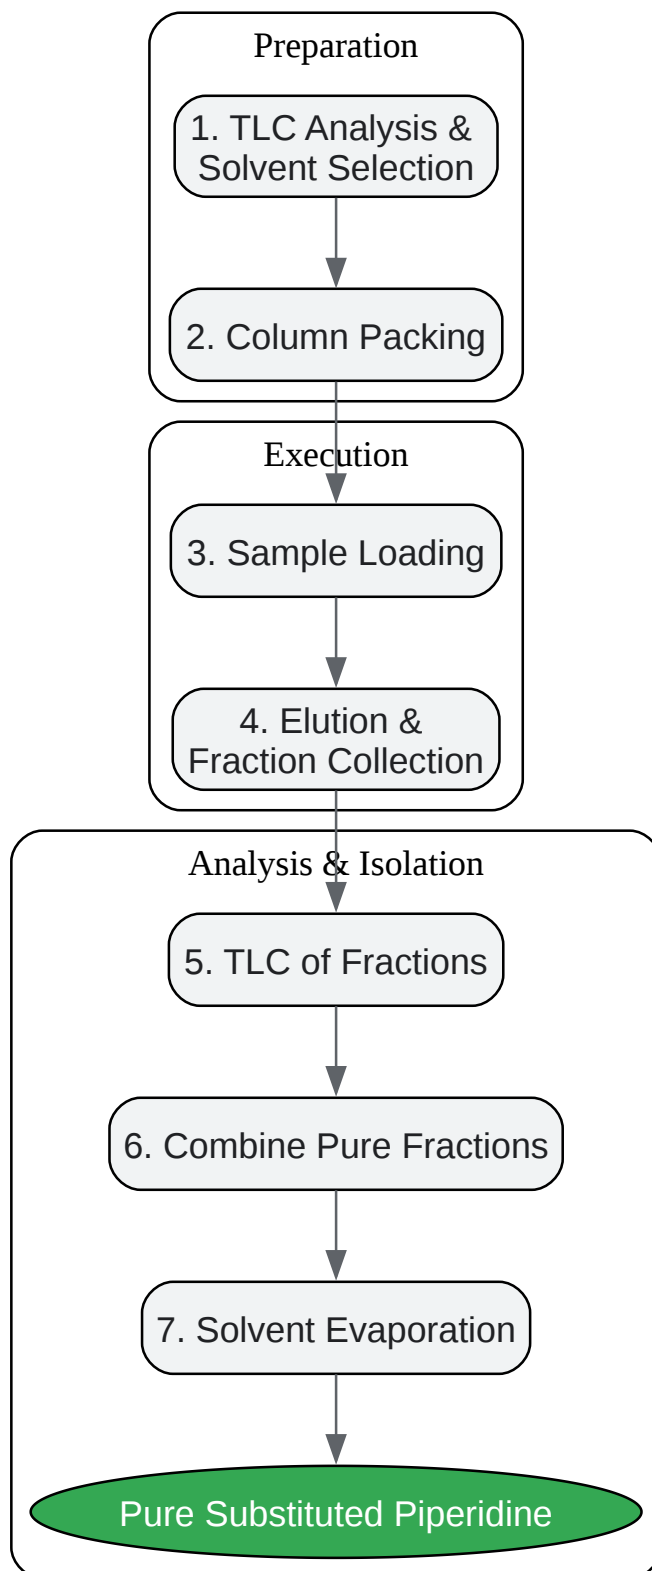 Preparation
1. TLC Analysis &
Solvent Selection
2. Column Packing
Execution
3. Sample Loading
4. Elution &
Fraction Collection
Analysis & Isolation
5. TLC of Fractions
6. Combine Pure Fractions
7. Solvent Evaporation
Pure Substituted Piperidine